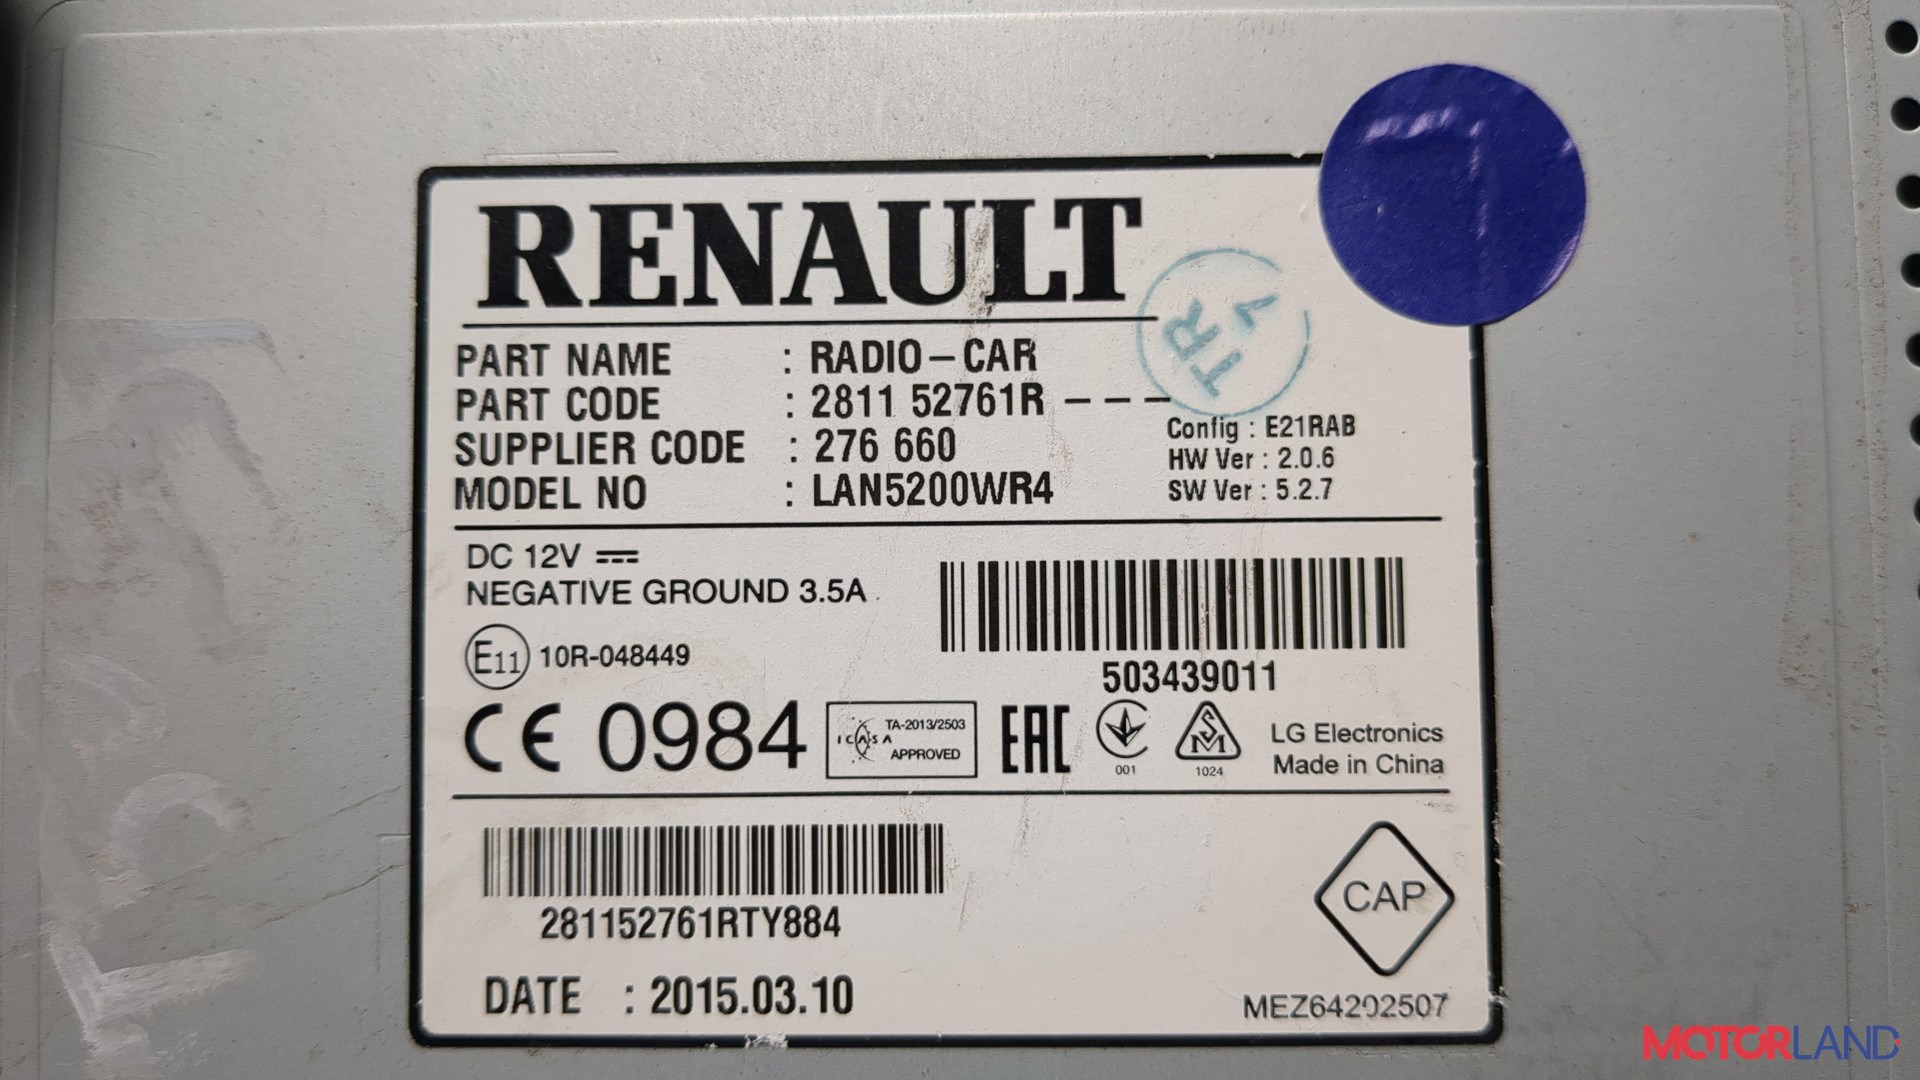 RENAULT
TR 7
PART NAME : RADIO-CAR
PART CODE : 2811 52761R ---
SUPPLIER CODE : 276 660
MODEL NO : LAN5200WR4
Config : E21RAB
HW Ver : 2.0.6
SW Ver : 5.2.7
DC 12V
NEGATIVE GROUND 3.5A
E11 10R-048449
503439011
CE 0984
ICASA
TA-2013/2503
APPROVED
EAC
001
SM
1024
LG Electronics
Made in China
281152761RTY884
CAP
DATE : 2015.03.10
MEZ64202507
MOTORLAND